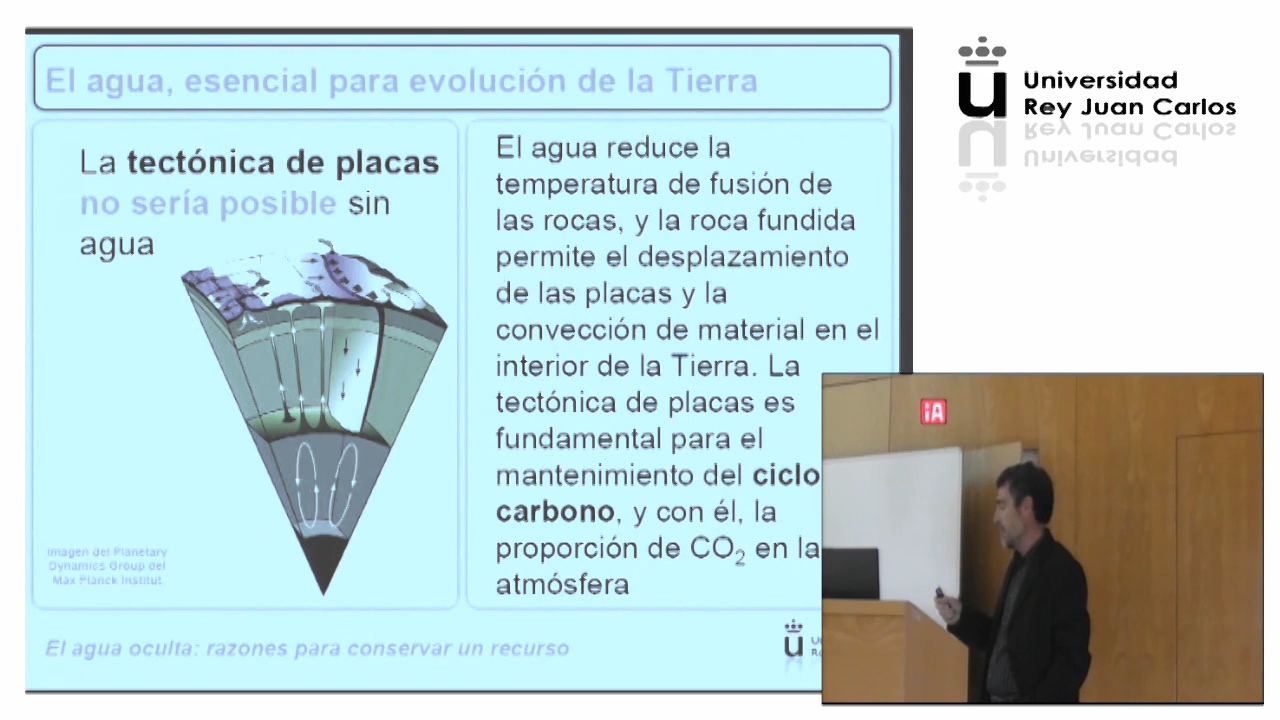 El agua, esencial para evolución de la Tierra
La tectónica de placas
no sería posible sin
agua
Imagen del Planetary
Dynamics Group del
Max Planck Institut
El agua reduce la
temperatura de fusión de
las rocas, y la roca fundida
permite el desplazamiento
de las placas y la
convección de material en el
interior de la Tierra. La
tectónica de placas es
fundamental para el
mantenimiento del ciclo
carbono, y con él, la
proporción de CO2 en la
atmósfera
El agua oculta: razones para conservar un recurso
u
Universidad
Rey Juan Carlos
iA